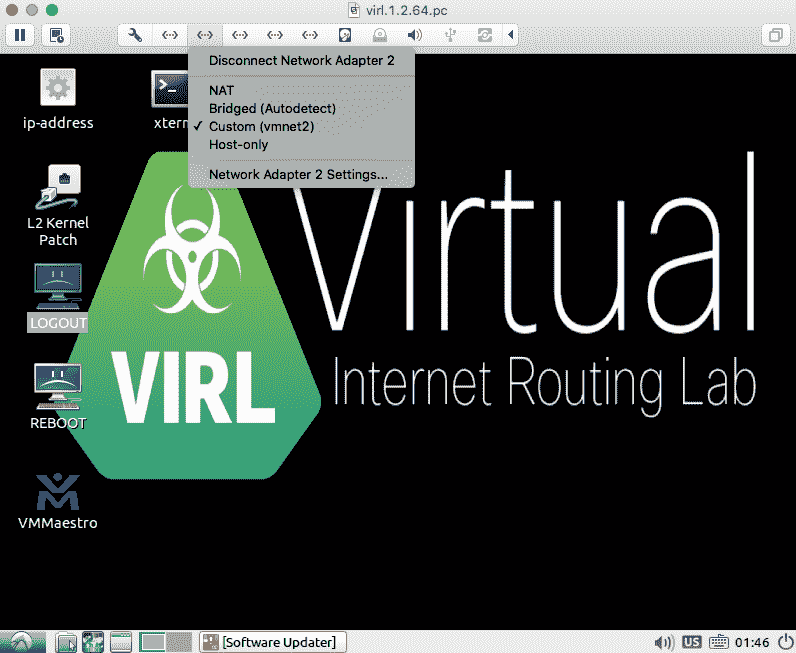 virl.1.2.64.pc
Disconnect Network Adapter 2
NAT
Bridged (Autodetect)
✓ Custom (vmnet2)
Host-only
Network Adapter 2 Settings...
ip-address
xterm
L2 Kernel
Patch
LOGOUT
REBOOT
VMMaestro
VIRL
Virtual
Internet Routing Lab
[Software Updater]
US
01:46